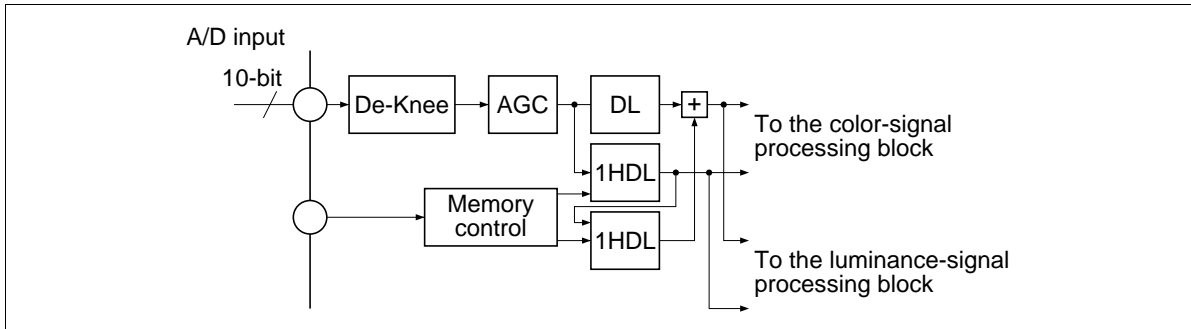 A/D input
10-bit
De-Knee
AGC
DL
+
To the color-signal
processing block
1HDL
Memory
control
1HDL
To the luminance-signal
processing block